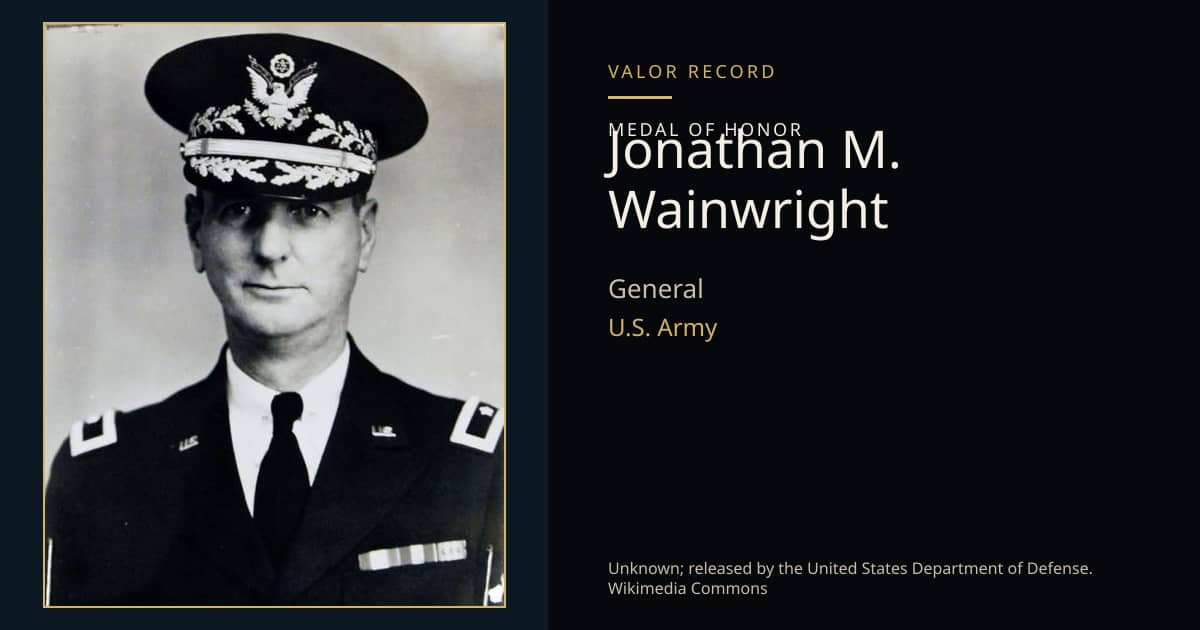 VALOR RECORD
MEDAL OF HONOR
Jonathan M.
Wainwright
General
U.S. Army
Unknown; released by the United States Department of Defense.
Wikimedia Commons
U.S.
U.S.